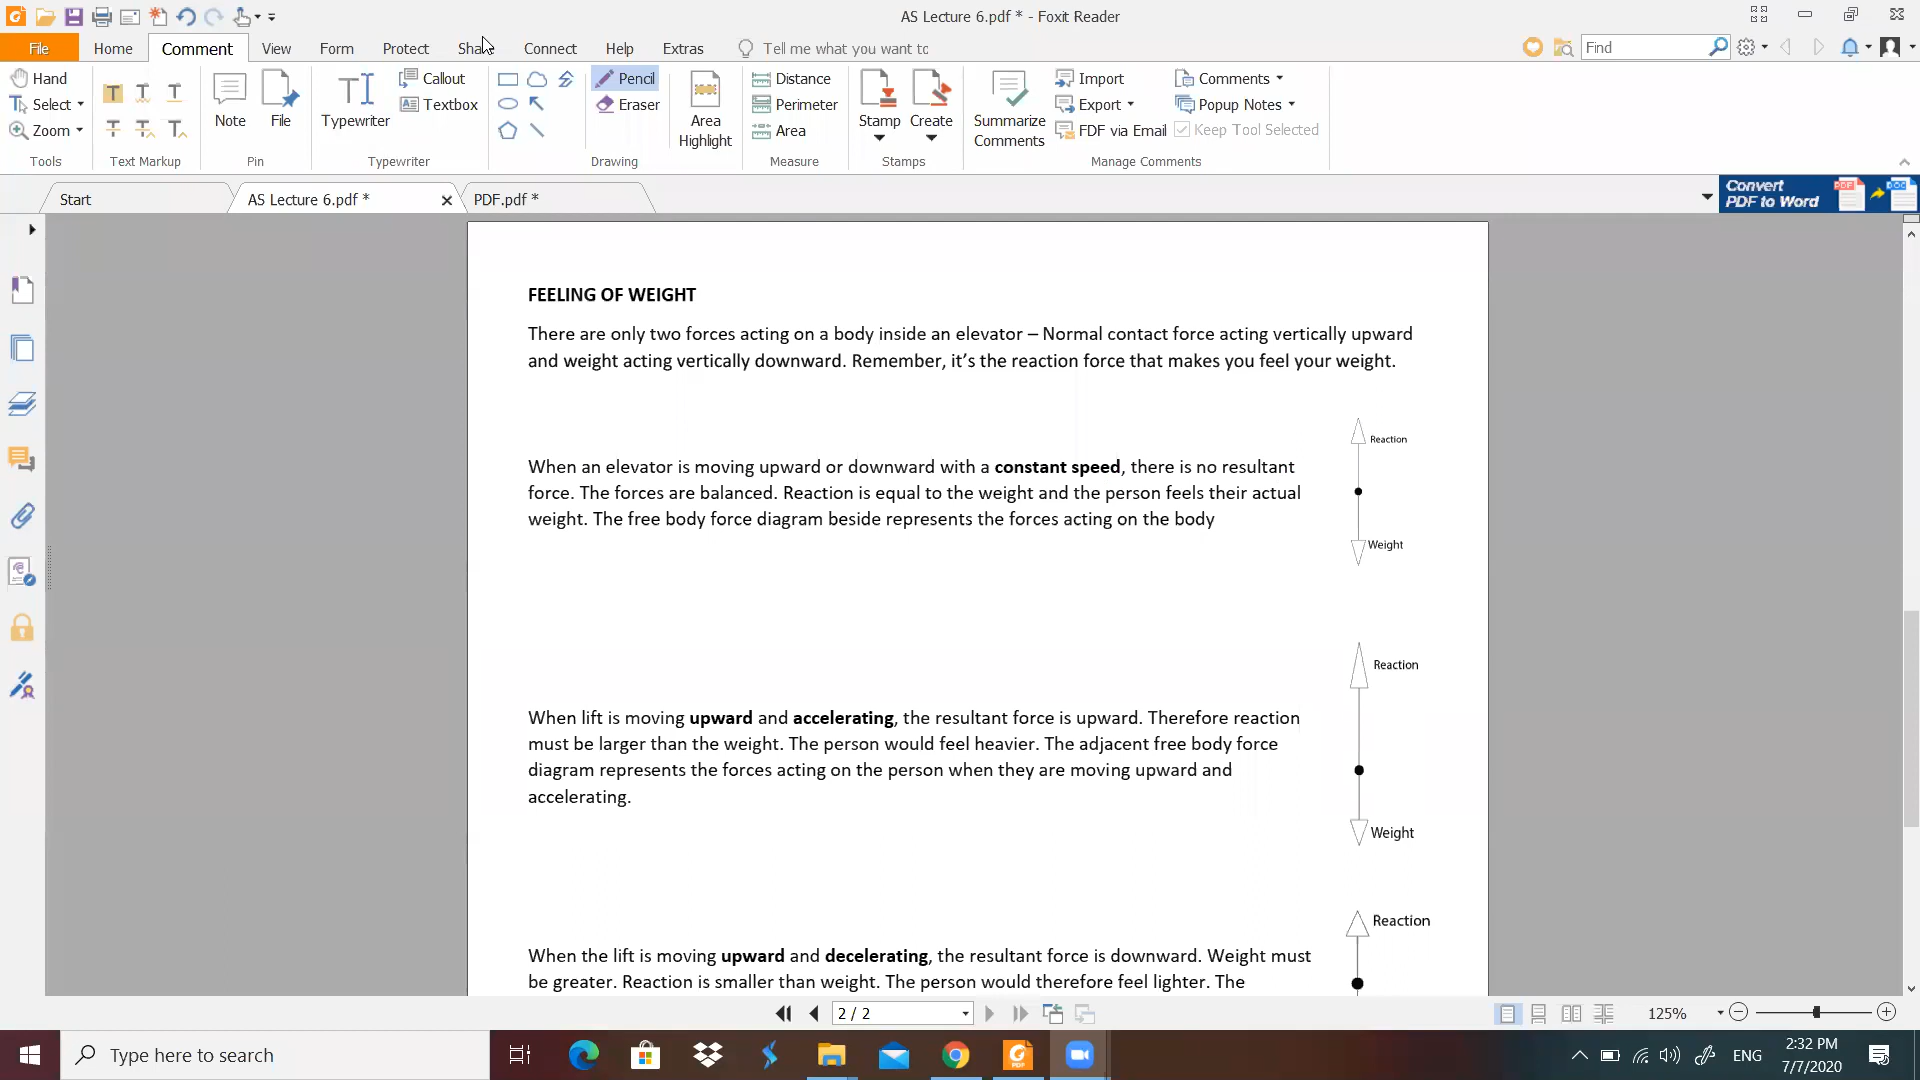 AS Lecture 6.pdf * - Foxit Reader
File Home Comment View Form Protect Share Connect Help Extras Tell me what you want to Find
Hand
Select
Zoom
Tools
Text Markup
Note
File
Pin
Typewriter
Callout
Textbox
Typewriter
Pencil
Eraser
Drawing
Area
Highlight
Distance
Perimeter
Area
Measure
Stamp
Create
Stamps
Summarize
Comments
Import
Export
FDF via Email
Comments
Popup Notes
Keep Tool Selected
Manage Comments
Start
AS Lecture 6.pdf *
PDF.pdf *
Convert
PDF to Word
PDF
DOC
FEELING OF WEIGHT
There are only two forces acting on a body inside an elevator – Normal contact force acting vertically upward
and weight acting vertically downward. Remember, it’s the reaction force that makes you feel your weight.
Reaction
When an elevator is moving upward or downward with a constant speed, there is no resultant
force. The forces are balanced. Reaction is equal to the weight and the person feels their actual
weight. The free body force diagram beside represents the forces acting on the body
Weight
Reaction
When lift is moving upward and accelerating, the resultant force is upward. Therefore reaction
must be larger than the weight. The person would feel heavier. The adjacent free body force
diagram represents the forces acting on the person when they are moving upward and
accelerating.
Weight
Reaction
When the lift is moving upward and decelerating, the resultant force is downward. Weight must
be greater. Reaction is smaller than weight. The person would therefore feel lighter. The
2 / 2
125%
Type here to search
PDF
ENG
2:32 PM
7/7/2020